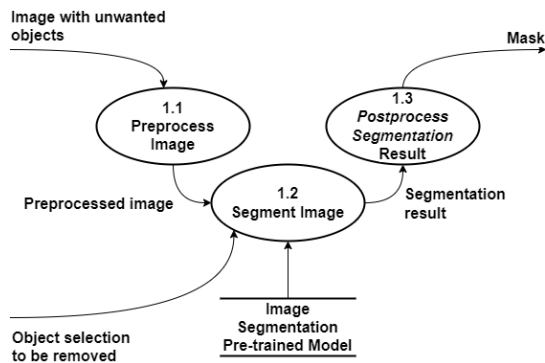 Image with unwanted
objects
Mask
1.1
Preprocess
Image
1.3
Postprocess
Segmentation
Result
Preprocessed image
1.2
Segment Image
Segmentation
result
Object selection
to be removed
Image
Segmentation
Pre-trained Model